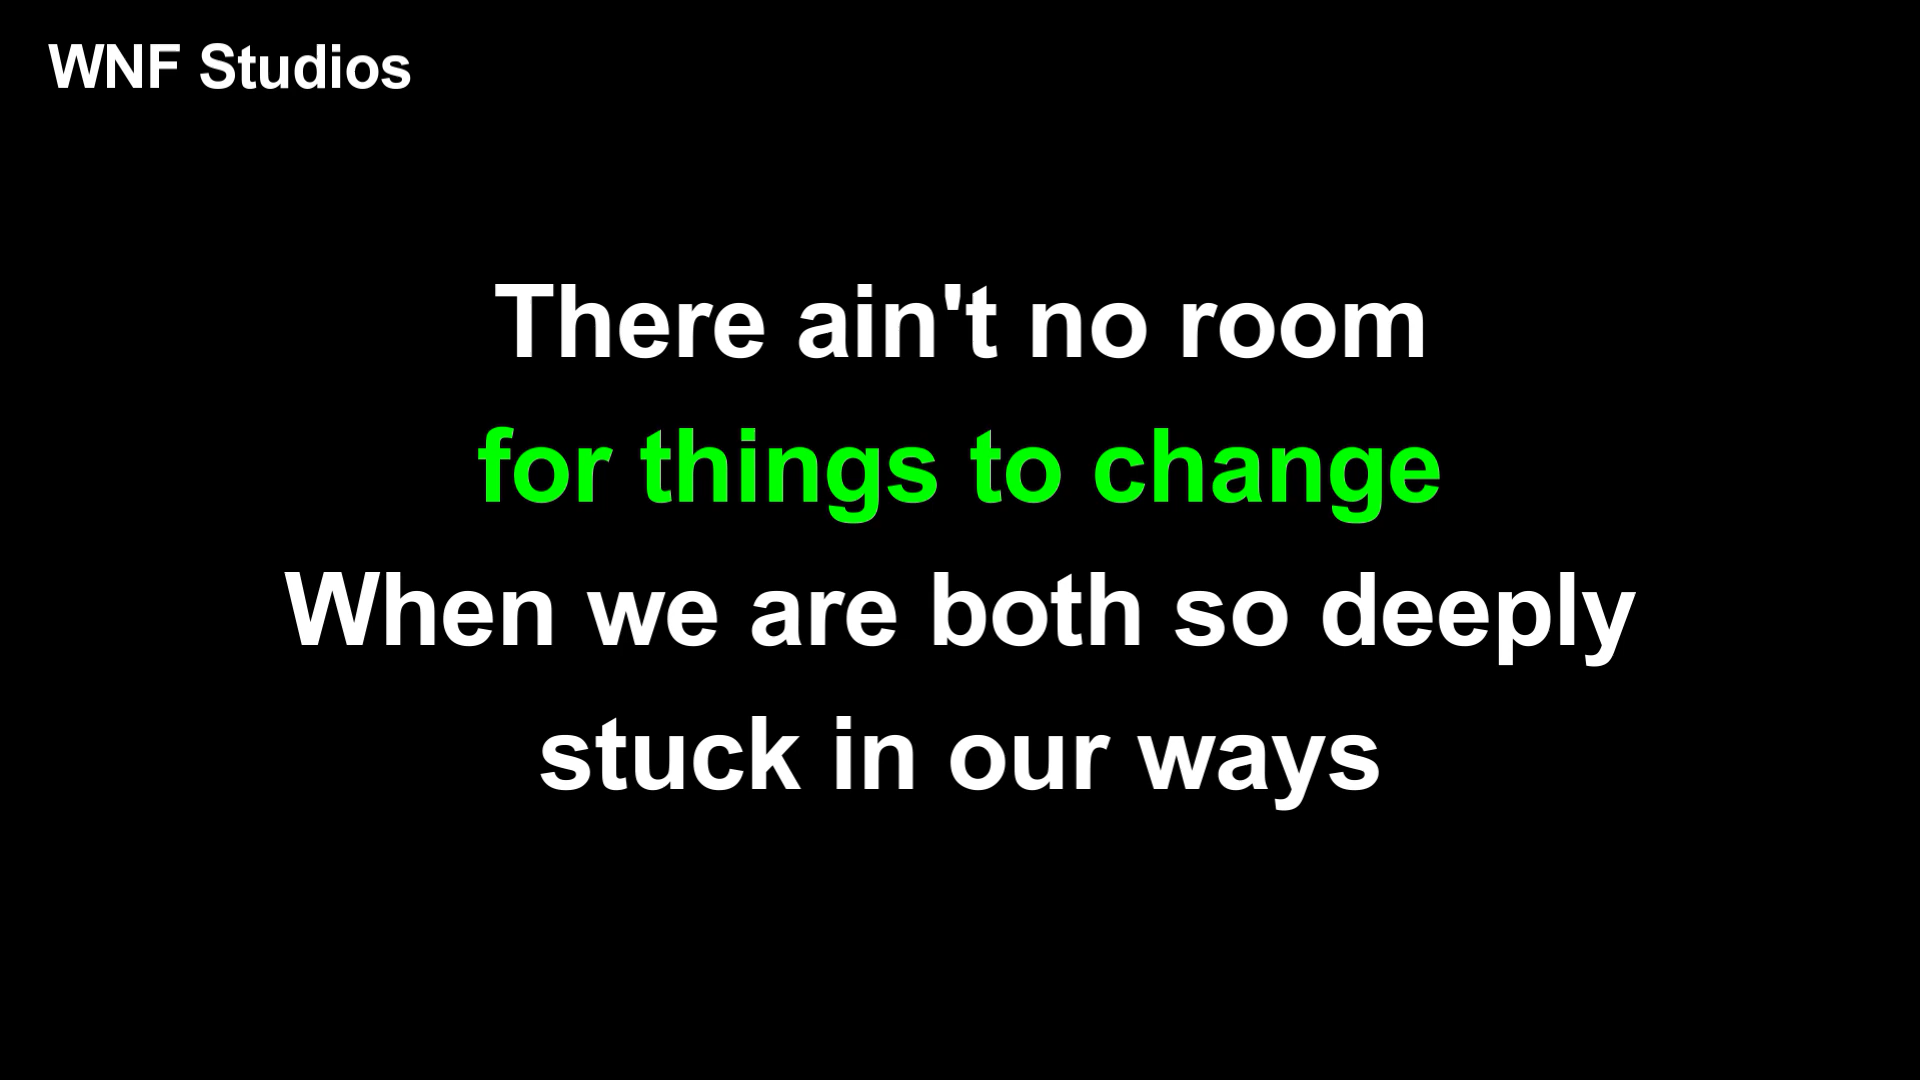 WNF Studios
There ain't no room
for things to change
When we are both so deeply
stuck in our ways